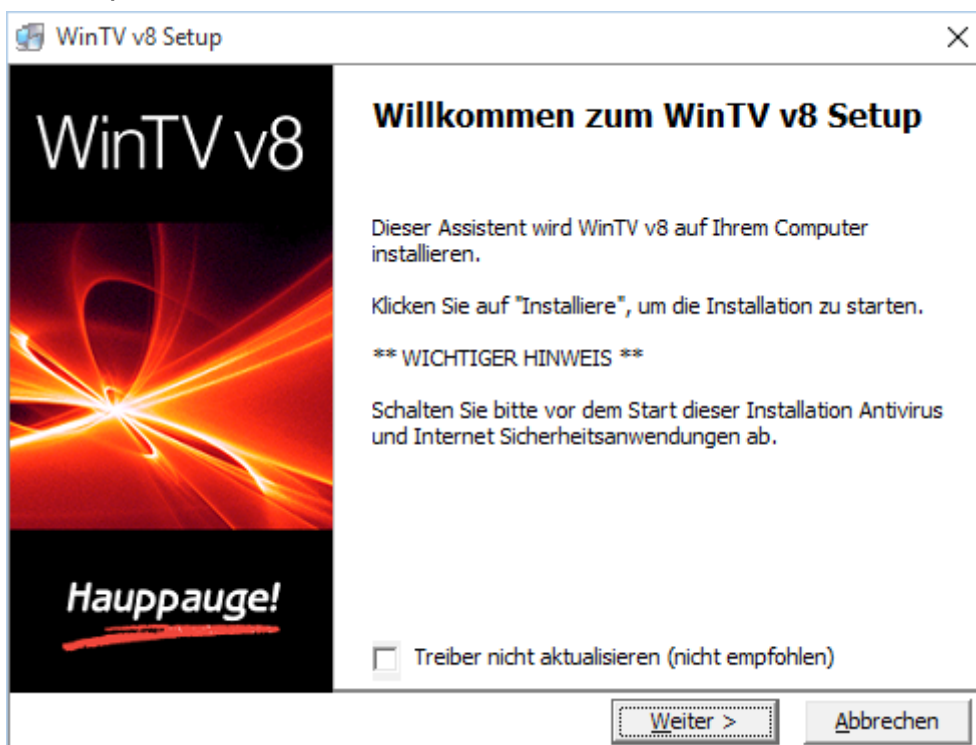 WinTV v8 Setup
WinTV v8
Hauppauge!
Willkommen zum WinTV v8 Setup
Dieser Assistent wird WinTV v8 auf Ihrem Computer
installieren.
Klicken Sie auf "Installiere", um die Installation zu starten.
** WICHTIGER HINWEIS **
Schalten Sie bitte vor dem Start dieser Installation Antivirus
und Internet Sicherheitsanwendungen ab.
Treiber nicht aktualisieren (nicht empfohlen)
Weiter >
Abbrechen